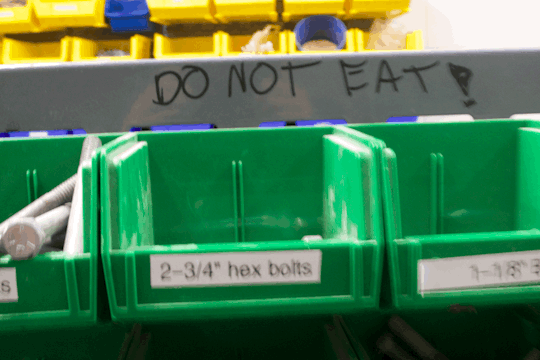 DO NOT EAT!
2-3/4" hex bolts